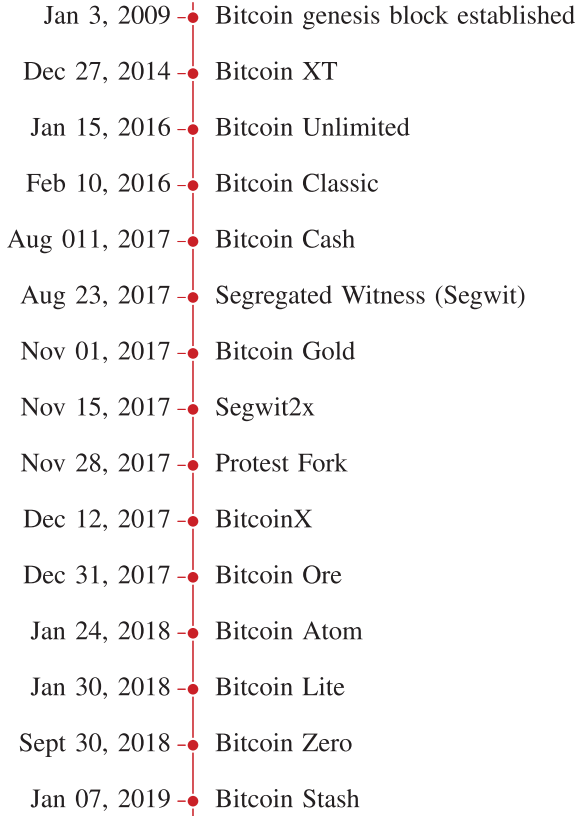 Jan 3, 2009 Bitcoin genesis block established
Dec 27, 2014 Bitcoin XT
Jan 15, 2016 Bitcoin Unlimited
Feb 10, 2016 Bitcoin Classic
Aug 011, 2017 Bitcoin Cash
Aug 23, 2017 Segregated Witness (Segwit)
Nov 01, 2017 Bitcoin Gold
Nov 15, 2017 Segwit2x
Nov 28, 2017 Protest Fork
Dec 12, 2017 BitcoinX
Dec 31, 2017 Bitcoin Ore
Jan 24, 2018 Bitcoin Atom
Jan 30, 2018 Bitcoin Lite
Sept 30, 2018 Bitcoin Zero
Jan 07, 2019 Bitcoin Stash